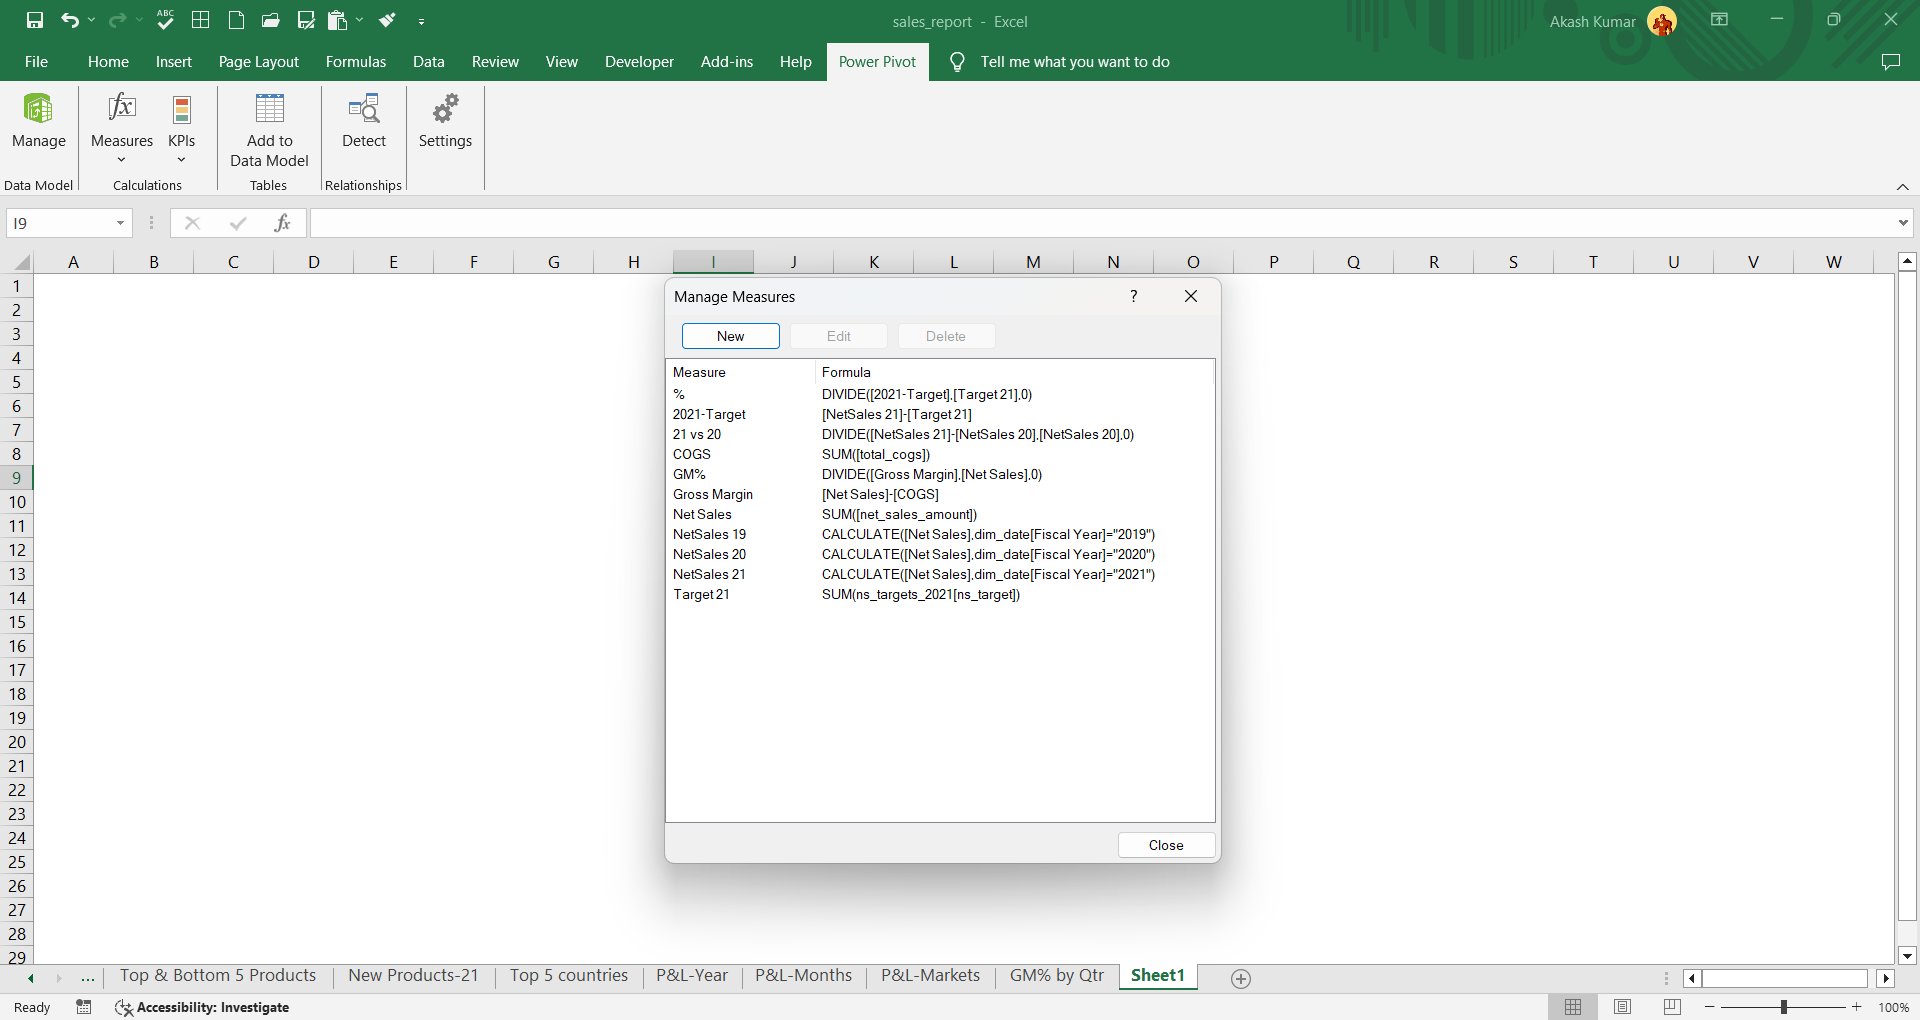 ABC
sales_report - Excel
Akash Kumar
File Home Insert Page Layout Formulas Data Review View Developer Add-ins Help Power Pivot Tell me what you want to do
Manage
Measures
KPIs
Add to
Data Model
Detect
Settings
Data Model Calculations Tables Relationships
I9
fx
A B C D E F G H I J K L M N O P Q R S T U V W
1
2
3
4
5
6
7
8
9
10
11
12
13
14
15
16
17
18
19
20
21
22
23
24
25
26
27
28
29
Manage Measures ?
New Edit Delete
Measure Formula
% DIVIDE([2021-Target],[Target 21],0)
2021-Target [NetSales 21]-[Target 21]
21 vs 20 DIVIDE([NetSales 21]-[NetSales 20],[NetSales 20],0)
COGS SUM([total_cogs])
GM% DIVIDE([Gross Margin],[Net Sales],0)
Gross Margin [Net Sales]-[COGS]
Net Sales SUM([net_sales_amount])
NetSales 19 CALCULATE([Net Sales],dim_date[Fiscal Year]="2019")
NetSales 20 CALCULATE([Net Sales],dim_date[Fiscal Year]="2020")
NetSales 21 CALCULATE([Net Sales],dim_date[Fiscal Year]="2021")
Target 21 SUM(ns_targets_2021[ns_target])
Close
... Top & Bottom 5 Products New Products-21 Top 5 countries P&L-Year P&L-Months P&L-Markets GM% by Qtr Sheet1
Ready Accessibility: Investigate 100%